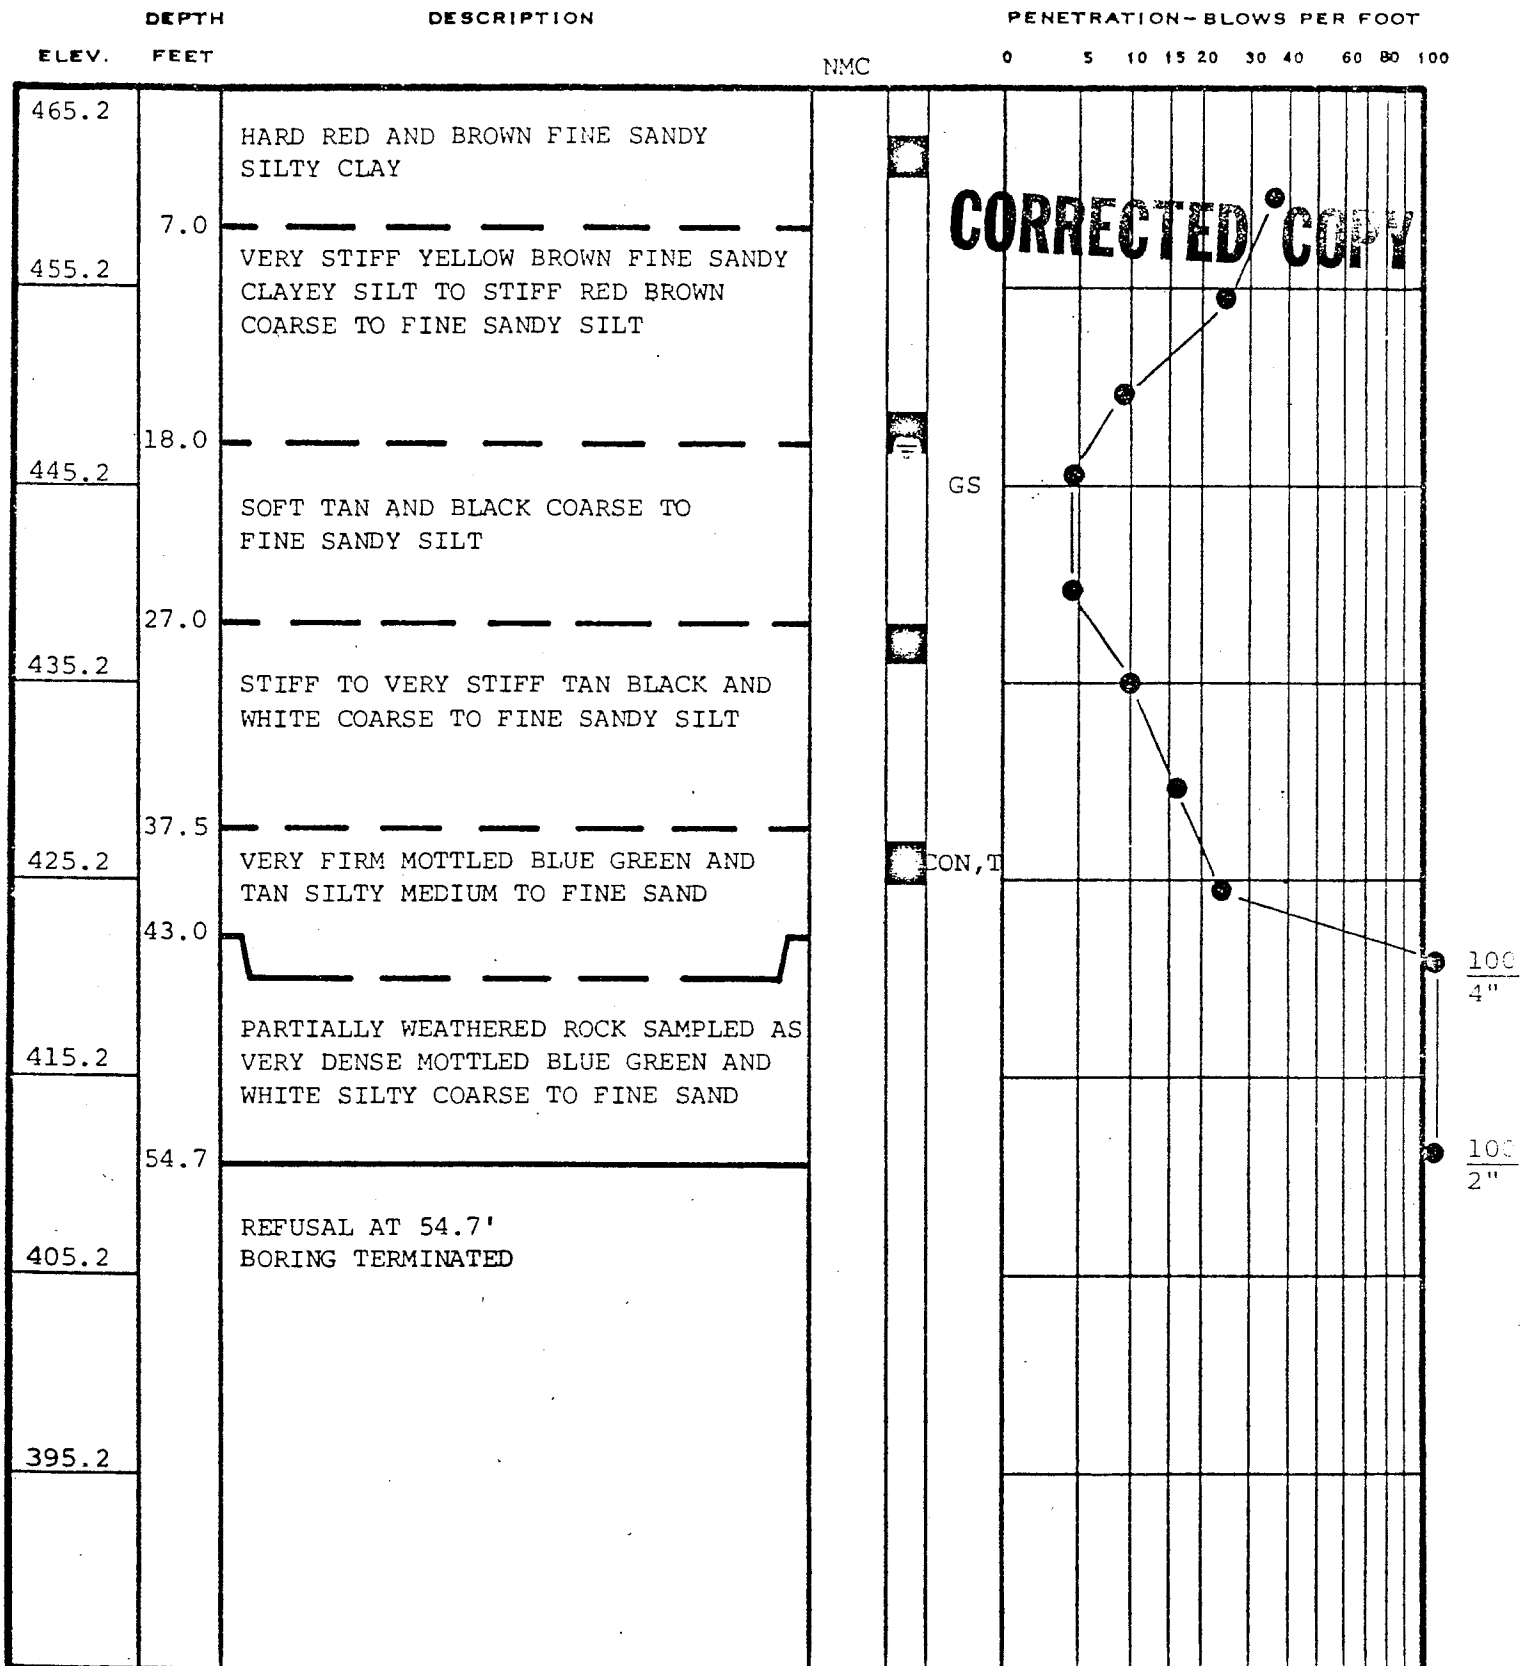 DEPTH DESCRIPTION PENETRATION-BLOWS PER FOOT
ELEV. FEET NMC 0 5 10 15 20 30 40 60 80 100
465.2
HARD RED AND BROWN FINE SANDY
SILTY CLAY
CORRECTED COPY
7.0
VERY STIFF YELLOW BROWN FINE SANDY
455.2
CLAYEY SILT TO STIFF RED BROWN
COARSE TO FINE SANDY SILT
18.0
445.2
GS
SOFT TAN AND BLACK COARSE TO
FINE SANDY SILT
27.0
435.2
STIFF TO VERY STIFF TAN BLACK AND
WHITE COARSE TO FINE SANDY SILT
37.5
425.2
VERY FIRM MOTTLED BLUE GREEN AND
CON,T
TAN SILTY MEDIUM TO FINE SAND
43.0
100
4"
PARTIALLY WEATHERED ROCK SAMPLED AS
415.2
VERY DENSE MOTTLED BLUE GREEN AND
WHITE SILTY COARSE TO FINE SAND
54.7
100
2"
REFUSAL AT 54.7'
405.2
BORING TERMINATED
395.2